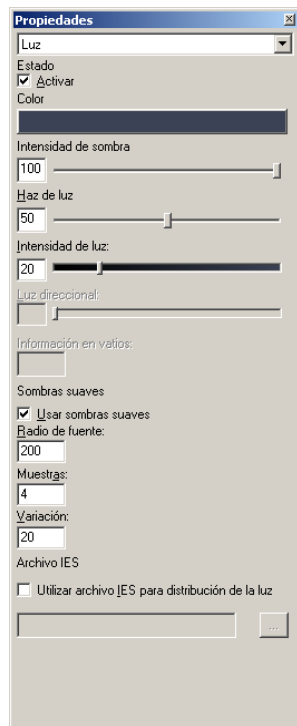 Propiedades
Luz
Estado
Activar
Color
Intensidad de sombra
100
Haz de luz
50
Intensidad de luz:
20
Luz direccional:
Información en vatios:
Sombras suaves
Usar sombras suaves
Radio de fuente:
200
Muestras:
4
Variación:
20
Archivo IES
Utilizar archivo IES para distribución de la luz
...